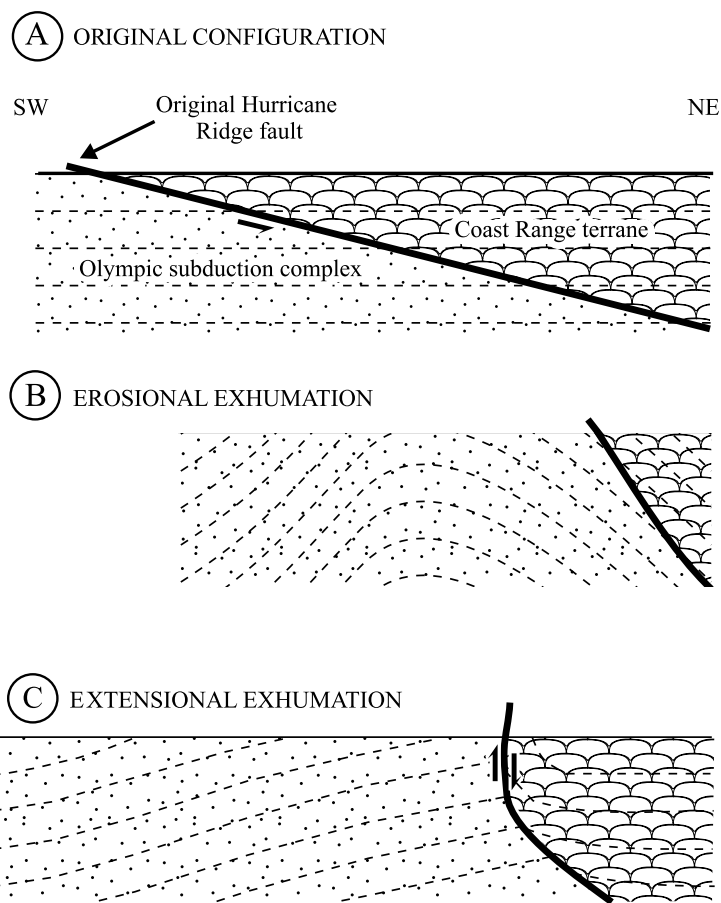 A ORIGINAL CONFIGURATION
SW
Original Hurricane
Ridge fault
NE
Coast Range terrane
Olympic subduction complex
B EROSIONAL EXHUMATION
C EXTENSIONAL EXHUMATION